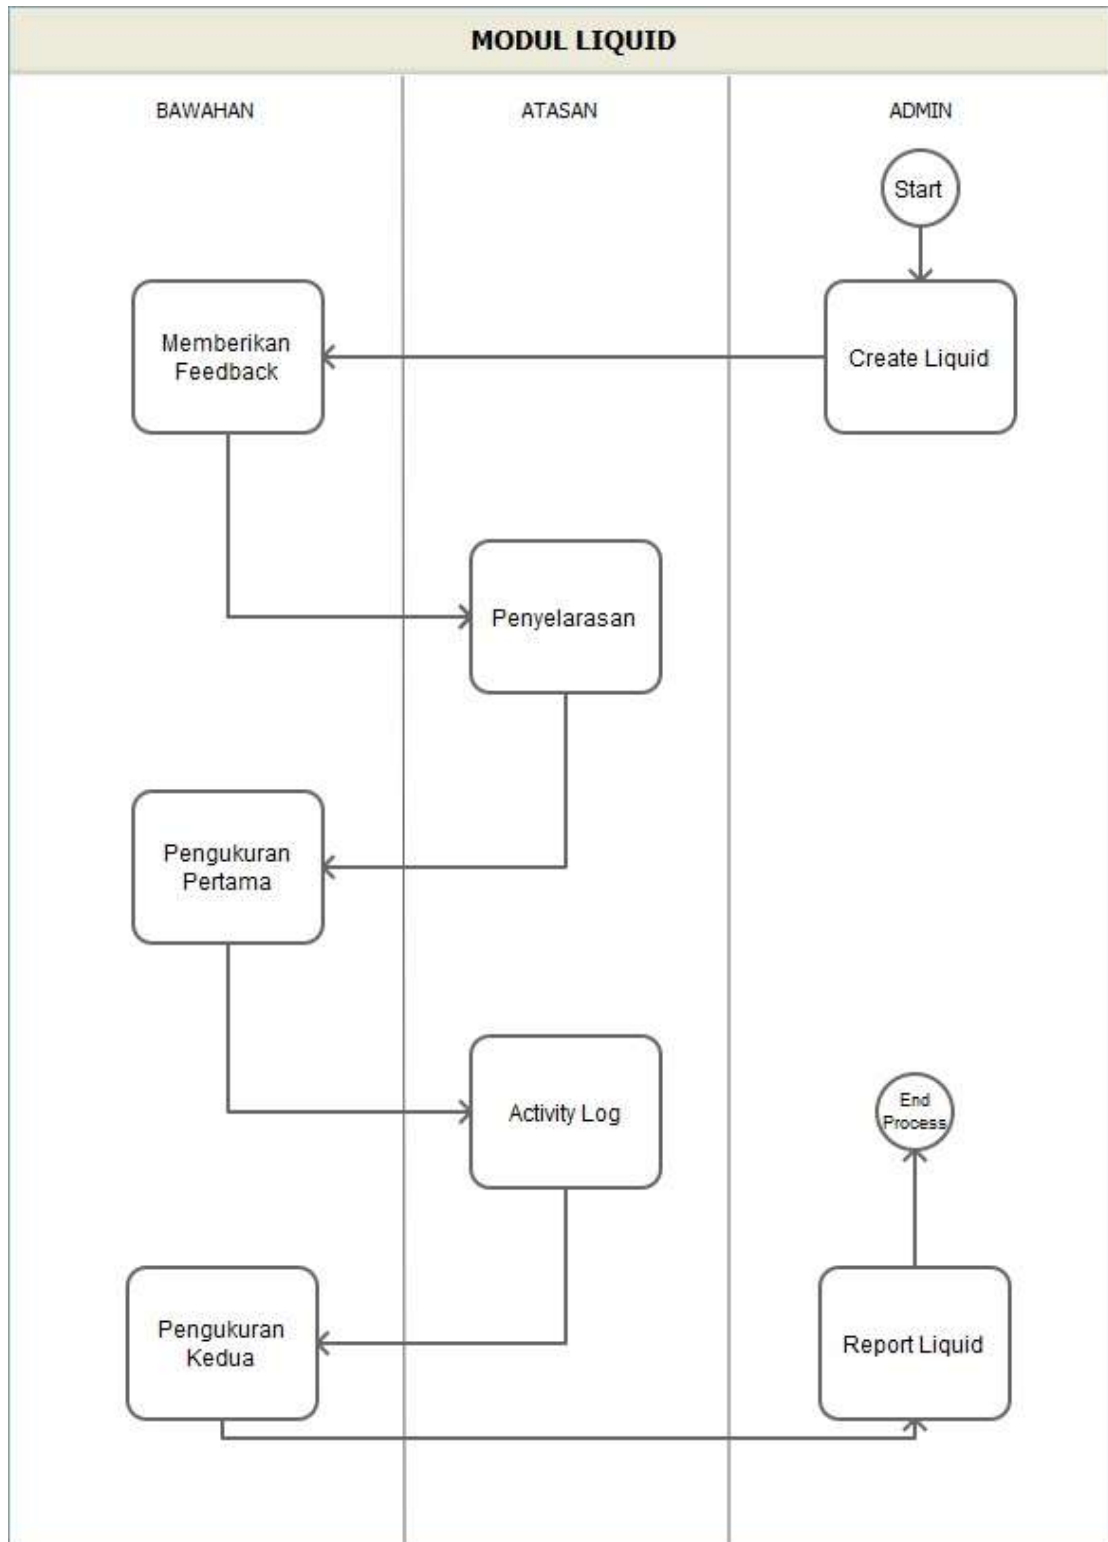 MODUL LIQUID
BAWAHAN
ATASAN
ADMIN
Start
Memberikan
Feedback
Create Liquid
Penyelarasan
Pengukuran
Pertama
Activity Log
End
Process
Pengukuran
Kedua
Report Liquid